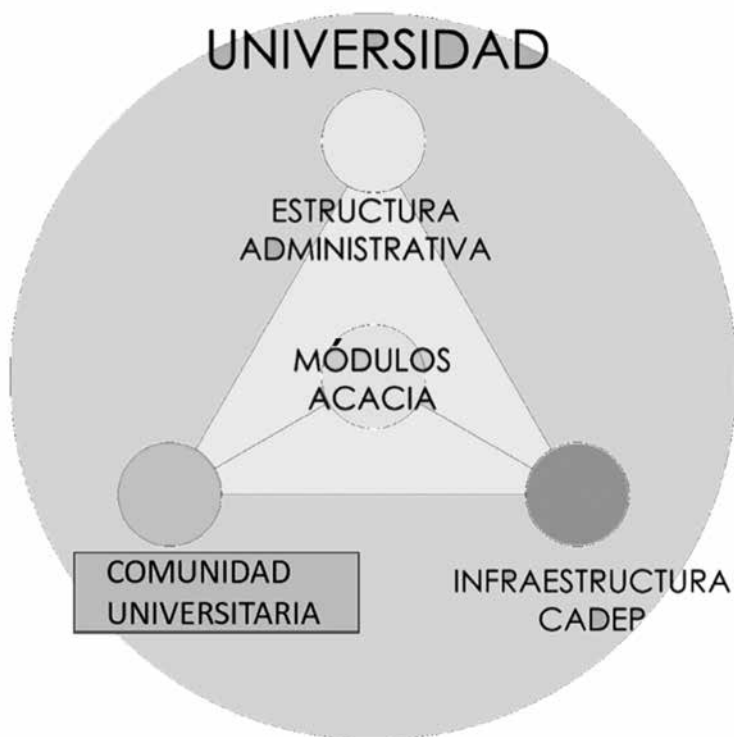 UNIVERSIDAD
ESTRUCTURA
ADMINISTRATIVA
MÓDULOS
ACACIA
COMUNIDAD
UNIVERSITARIA
INFRAESTRUCTURA
CADEP